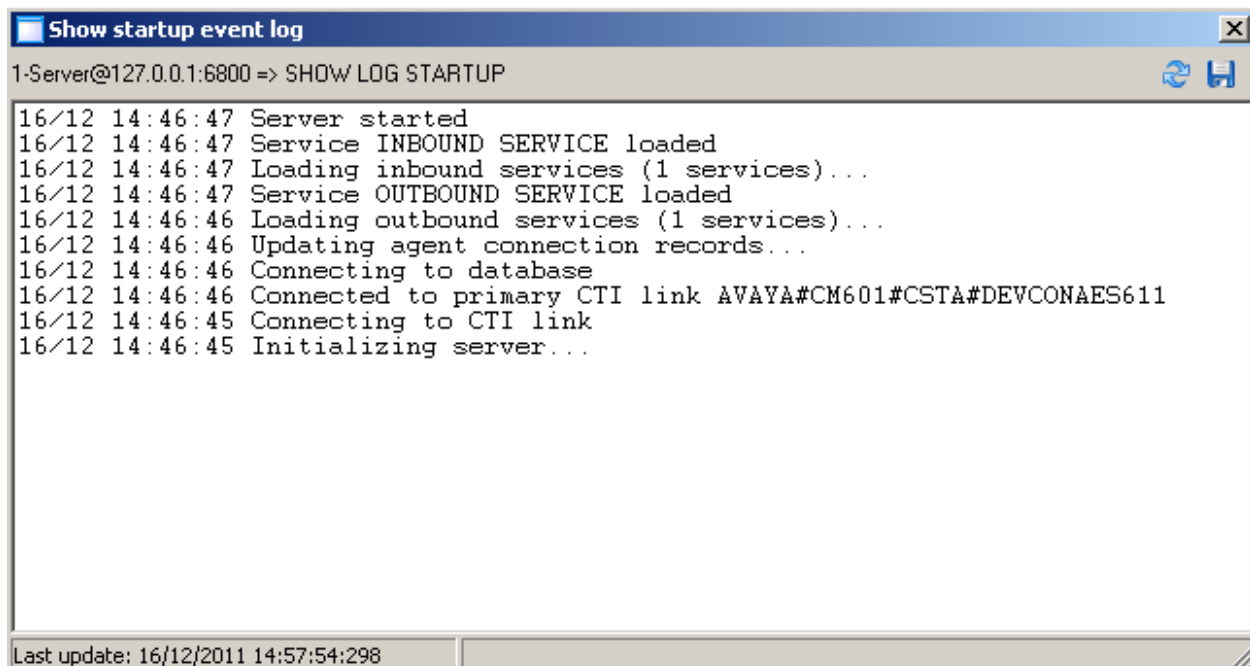 Show startup event log
1-Server@127.0.0.1:6800 => SHOW LOG STARTUP
16/12 14:46:47 Server started
16/12 14:46:47 Service INBOUND SERVICE loaded
16/12 14:46:47 Loading inbound services (1 services)...
16/12 14:46:47 Service OUTBOUND SERVICE loaded
16/12 14:46:46 Loading outbound services (1 services)...
16/12 14:46:46 Updating agent connection records...
16/12 14:46:46 Connecting to database
16/12 14:46:46 Connected to primary CTI link AVAYA#CM601#CSTA#DEVCONAES611
16/12 14:46:45 Connecting to CTI link
16/12 14:46:45 Initializing server...
Last update: 16/12/2011 14:57:54:298